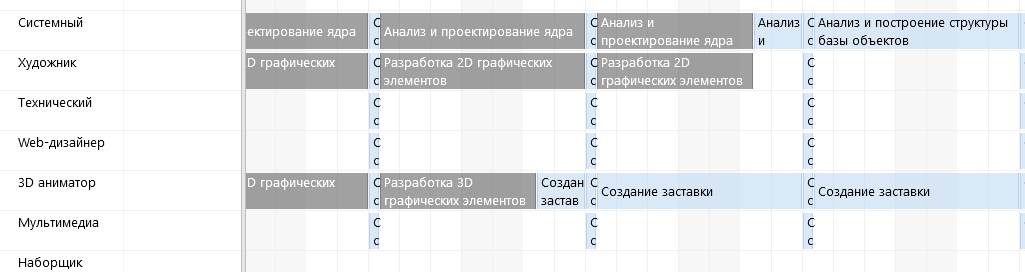 Системный
ектирование ядра
С
с
Анализ и проектирование ядра
С
с
Анализ и
проектирование ядра
Анализ
и
С
с
Анализ и построение структуры
базы объектов
Художник
D графических
С
с
Разработка 2D графических
элементов
С
с
Разработка 2D
графических элементов
С
с
Технический
С
с
С
с
С
с
Web-дизайнер
С
с
С
с
С
с
3D аниматор
D графических
С
с
Разработка 3D
графических элементов
Создан
застав
С
с
Создание заставки
С
с
Создание заставки
Мультимедиа
С
с
С
с
С
с
Наборщик